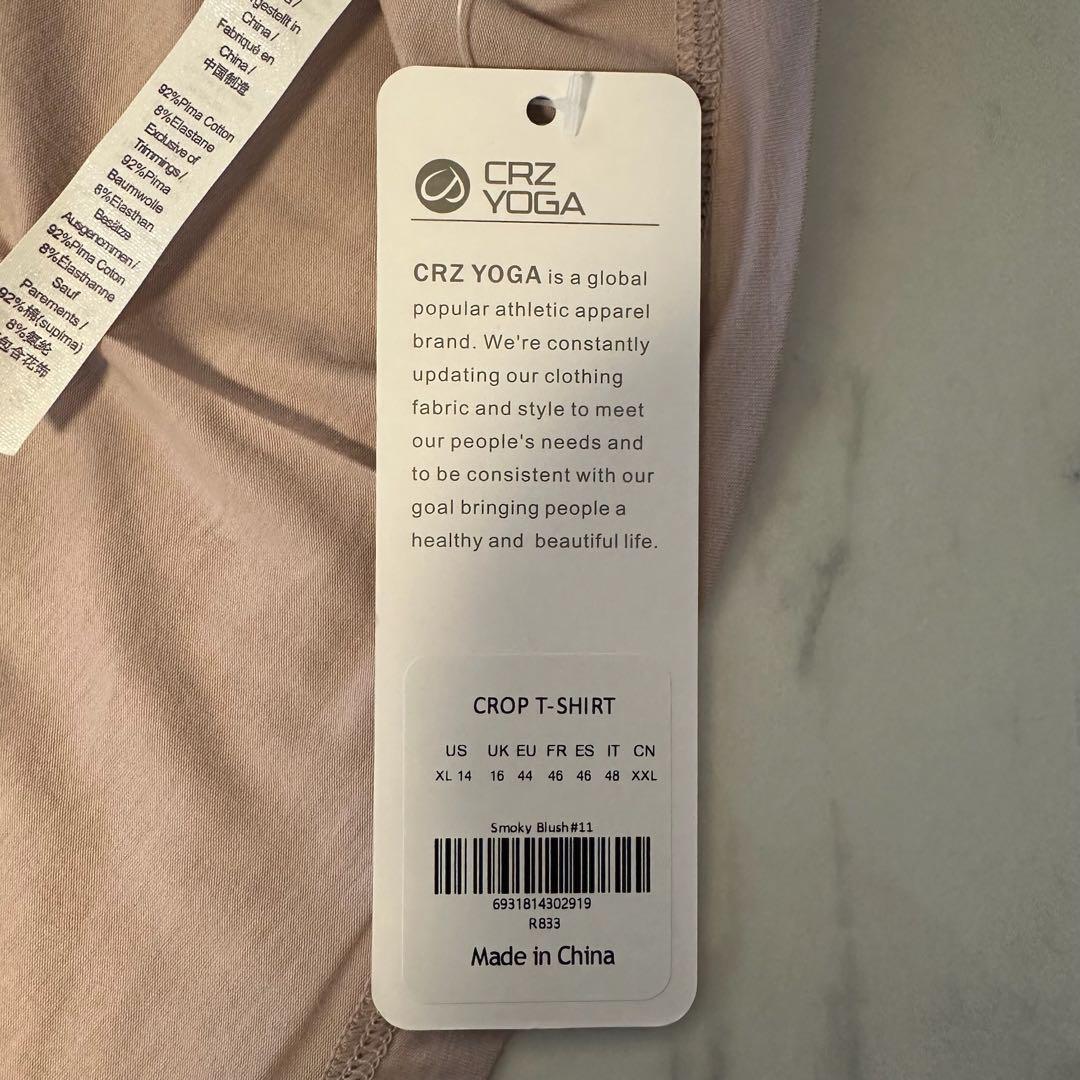 gestellt in
China /
Fabriqué en
China /
中国制造
92%Pima Cotton
8%Elastane
Exclusive of
Trimmings /
92%Pima
Baumwolle
8%Elasthan
Besätze
Ausgenommen /
92%Pima Coton
8%Élasthanne
Sauf
Parements /
92%棉(supima)
8%氨纶
包含花饰
CRZ
YOGA
CRZ YOGA is a global
popular athletic apparel
brand. We're constantly
updating our clothing
fabric and style to meet
our people's needs and
to be consistent with our
goal bringing people a
healthy and beautiful life.
CROP T-SHIRT
US UK EU FR ES IT CN
XL 14 16 44 46 46 48 XXL
Smoky Blush#11
6931814302919
R833
Made in China